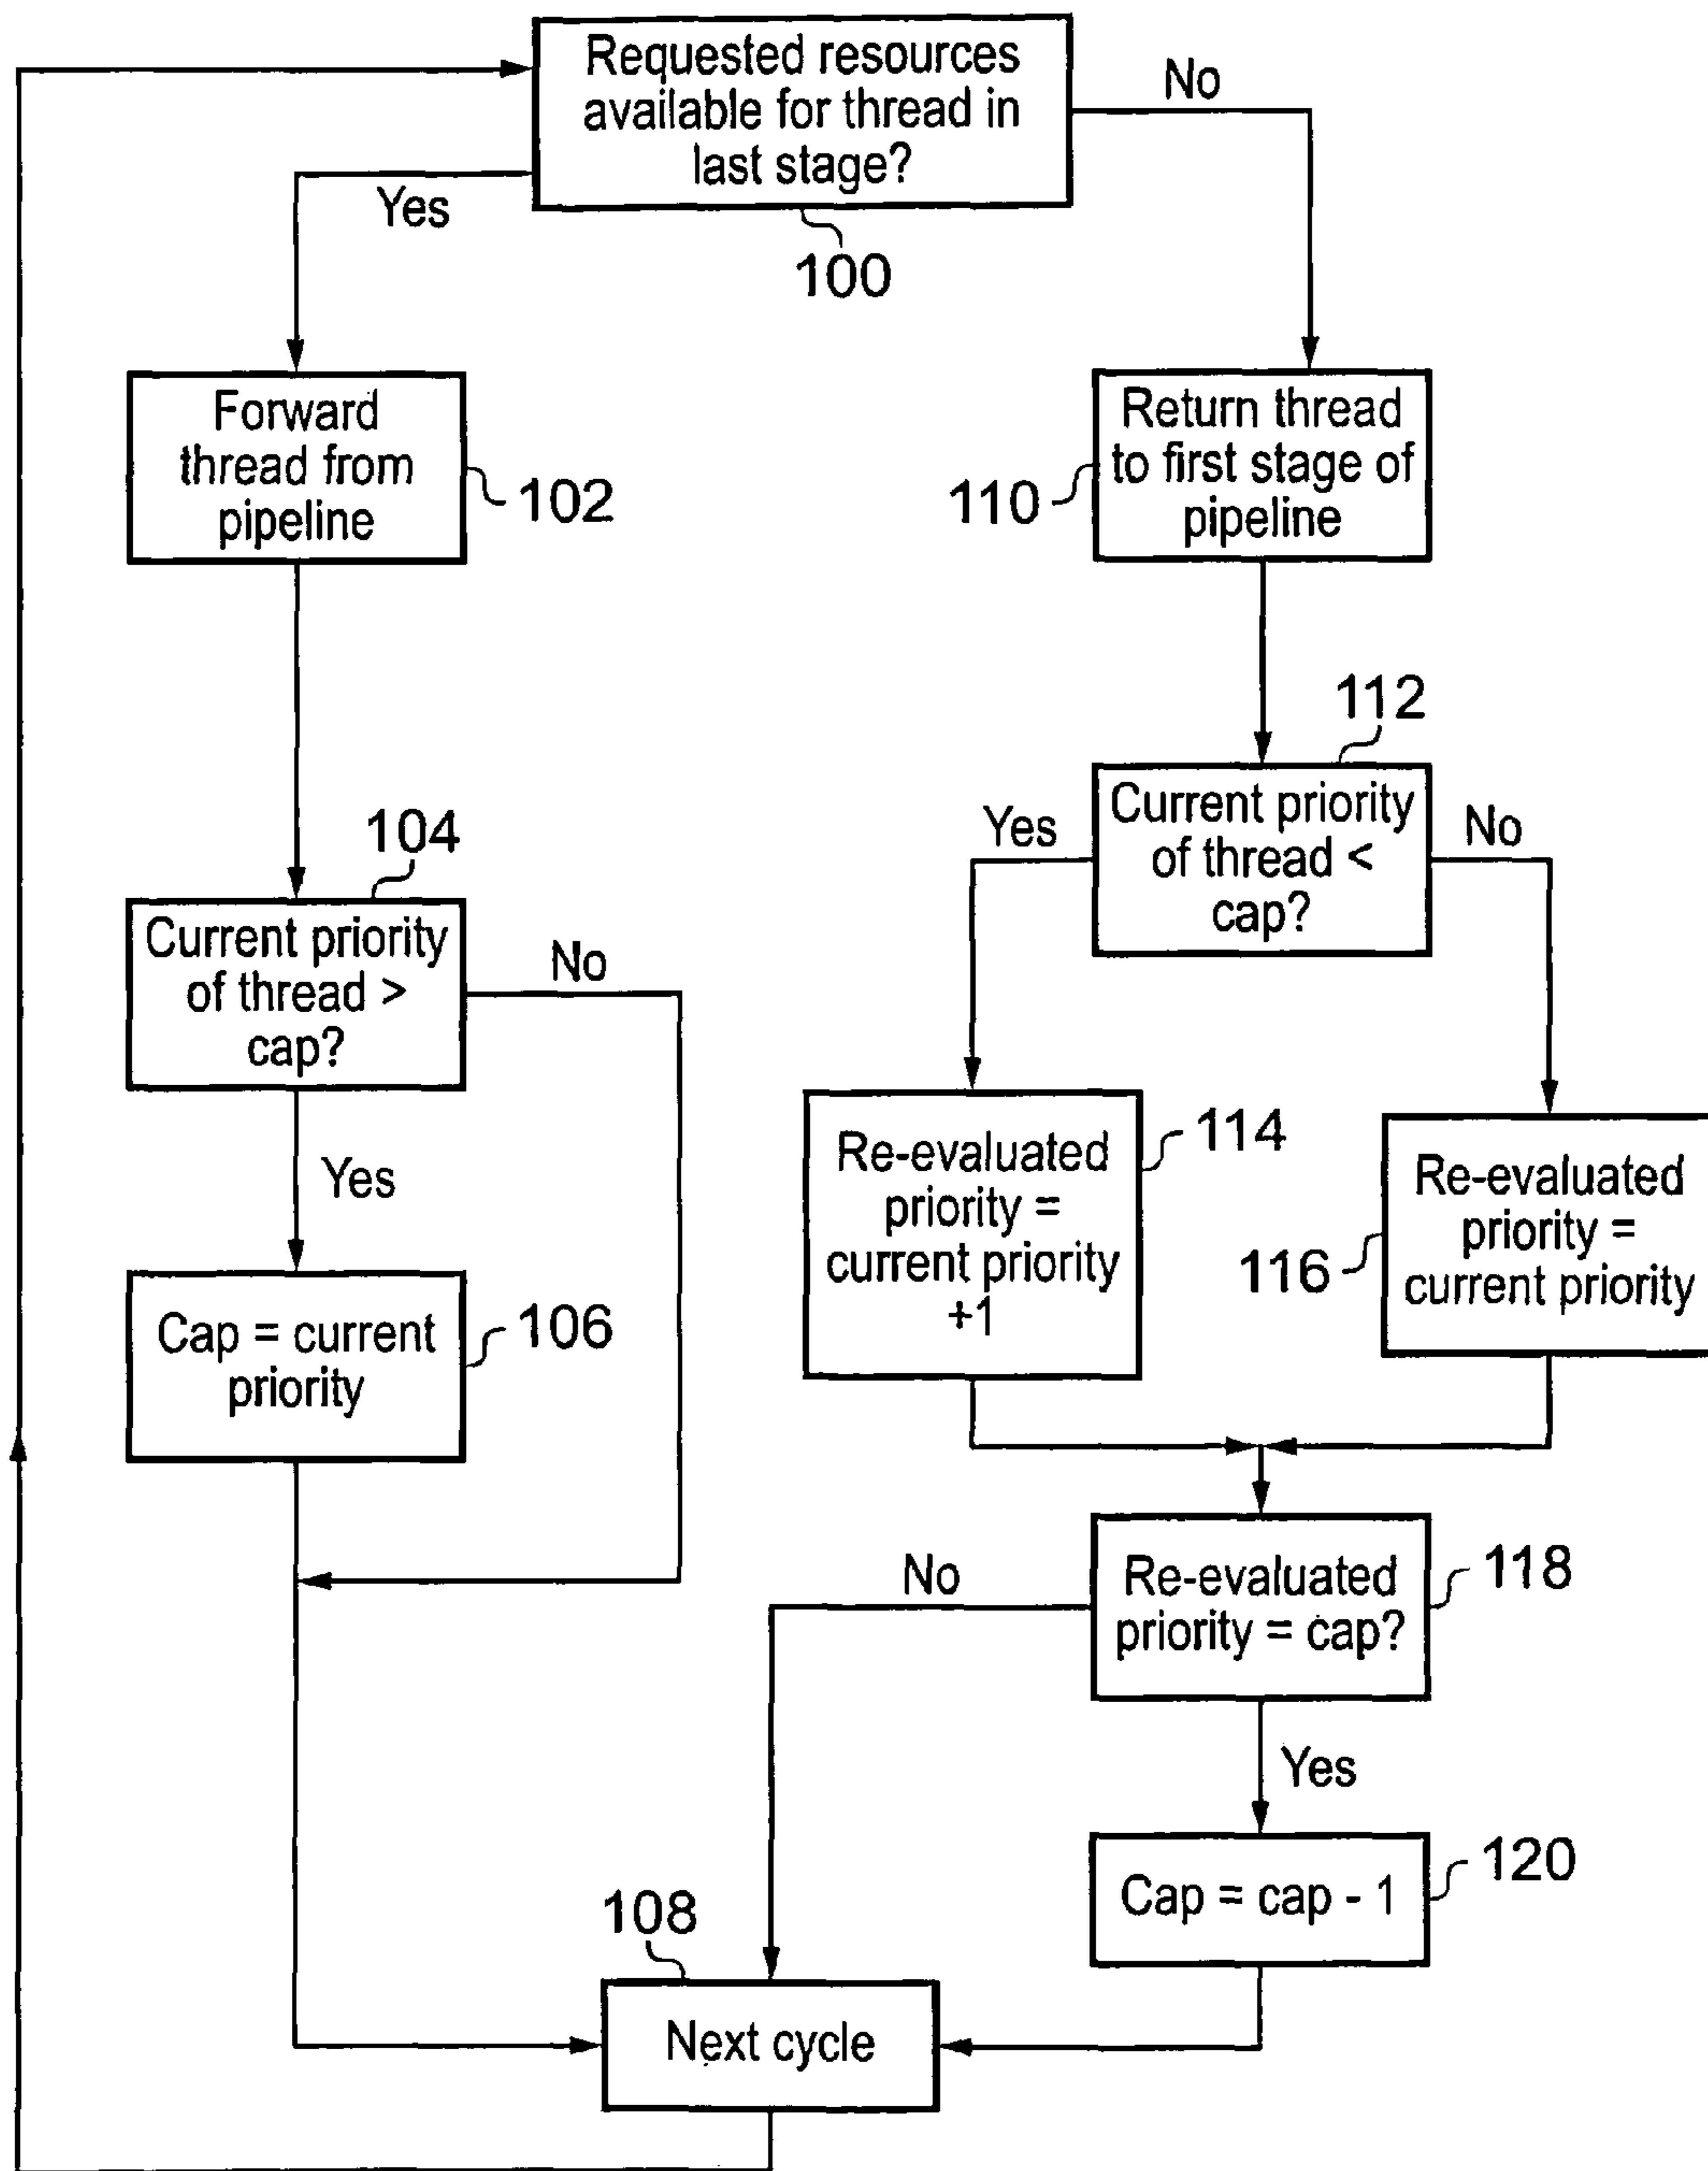 Requested resources
available for thread in
last stage?
No
Yes
100
Forward
thread from
pipeline
102
Return thread
to first stage of
pipeline
110
112
Current priority
of thread <
cap?
Yes
No
104
Current priority
of thread >
cap?
No
Yes
114
Re-evaluated
priority =
current priority
+1
116
Re-evaluated
priority =
current priority
Cap = current
priority
106
Re-evaluated
priority = cap?
118
No
Yes
Cap = cap - 1
120
108
Next cycle